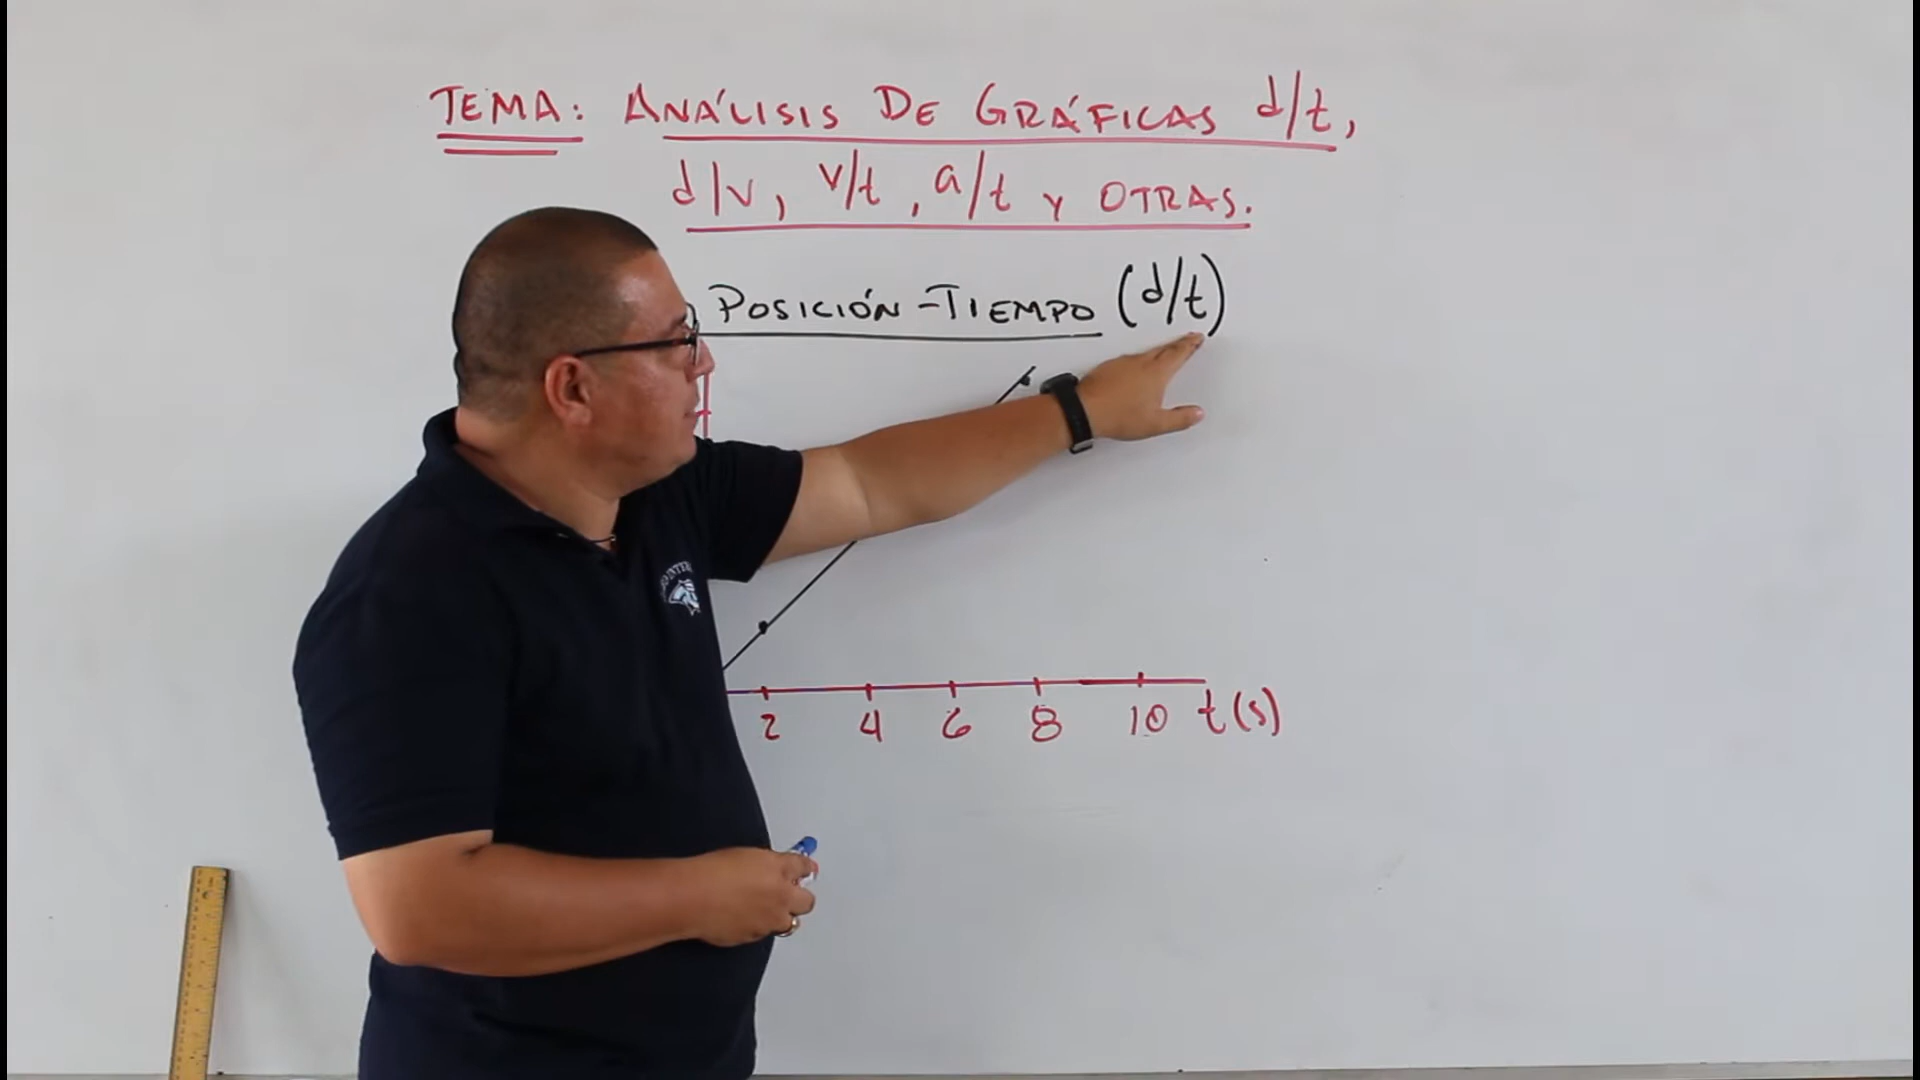 TEMA: ANÁLISIS DE GRÁFICAS d/t,
d/v, v/t, a/t Y OTRAS.
) POSICIÓN-TIEMPO (d/t)
2 4 6 8 10 t(s)